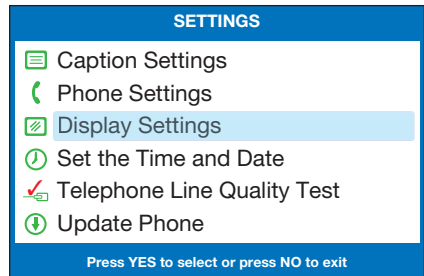 SETTINGS
Caption Settings
Phone Settings
Display Settings
Set the Time and Date
Telephone Line Quality Test
Update Phone
Press YES to select or press NO to exit